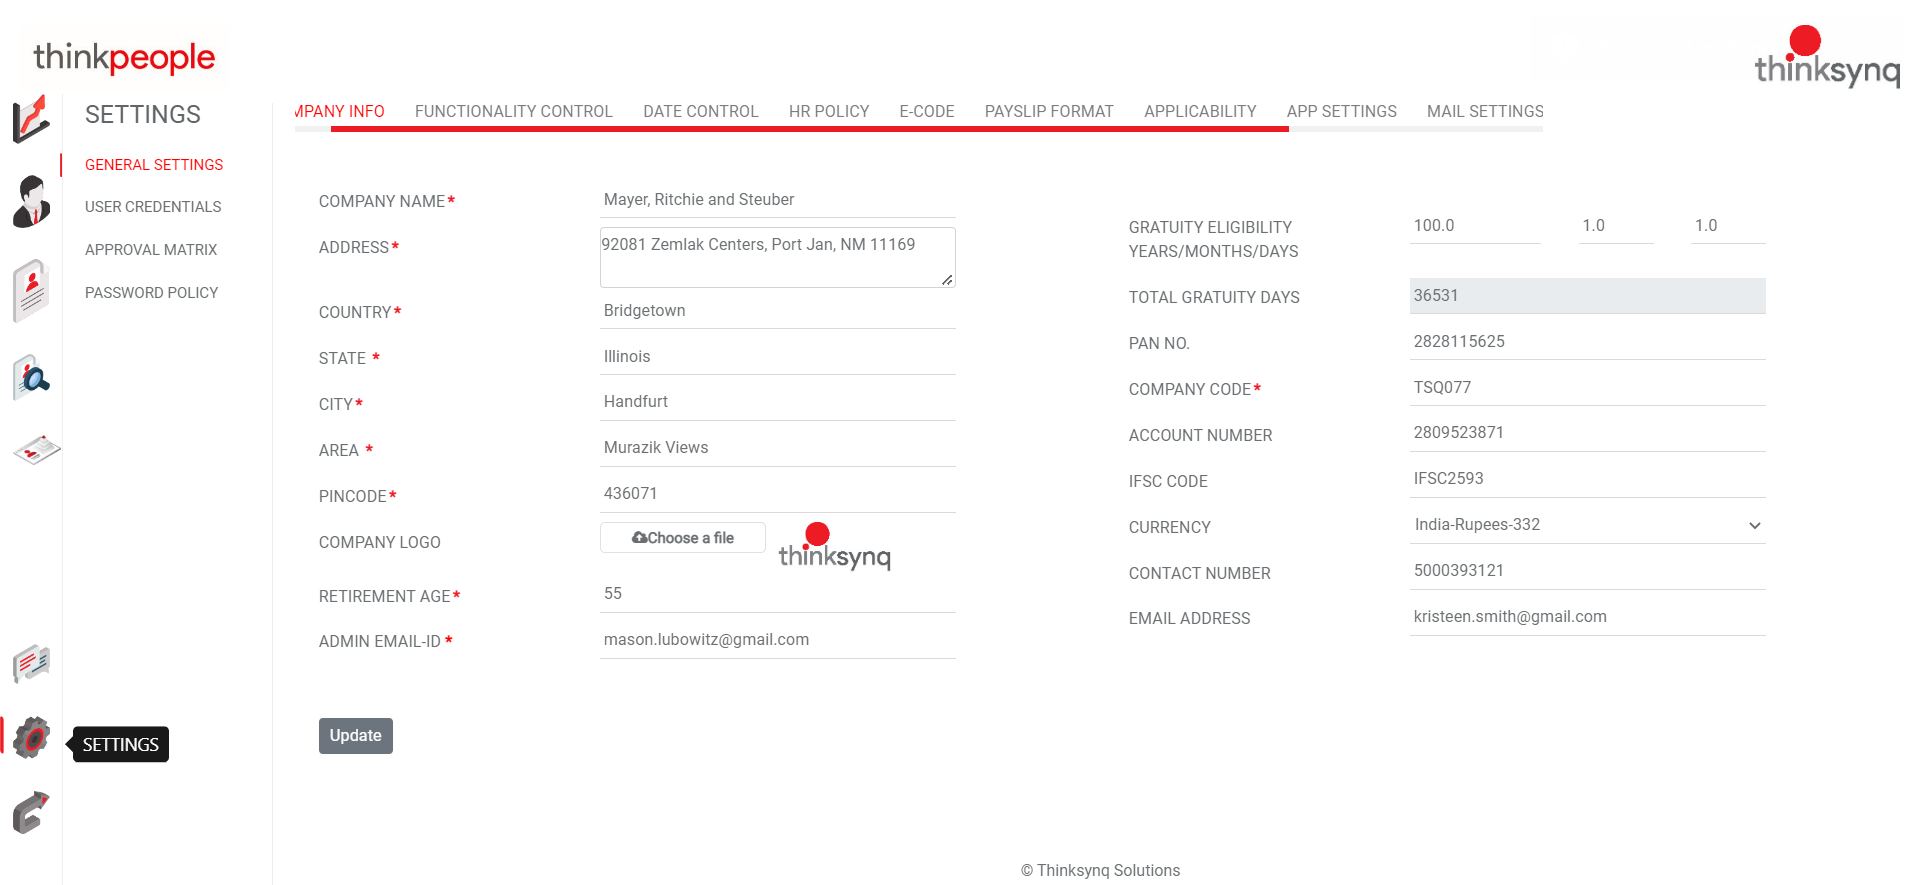 thinkpeople
thinksynq
SETTINGS
GENERAL SETTINGS
USER CREDENTIALS
APPROVAL MATRIX
PASSWORD POLICY
MPANY INFO FUNCTIONALITY CONTROL DATE CONTROL HR POLICY E-CODE PAYSLIP FORMAT APPLICABILITY APP SETTINGS MAIL SETTINGS
COMPANY NAME* Mayer, Ritchie and Steuber
ADDRESS* 92081 Zemlak Centers, Port Jan, NM 11169
COUNTRY* Bridgetown
STATE * Illinois
CITY* Handfurt
AREA * Murazik Views
PINCODE* 436071
COMPANY LOGO Choose a file thinksynq
RETIREMENT AGE* 55
ADMIN EMAIL-ID * mason.lubowitz@gmail.com
Update
GRATUITY ELIGIBILITY
YEARS/MONTHS/DAYS 100.0 1.0 1.0
TOTAL GRATUITY DAYS 36531
PAN NO. 2828115625
COMPANY CODE* TSQ077
ACCOUNT NUMBER 2809523871
IFSC CODE IFSC2593
CURRENCY India-Rupees-332
CONTACT NUMBER 5000393121
EMAIL ADDRESS kristeen.smith@gmail.com
SETTINGS
© Thinksynq Solutions